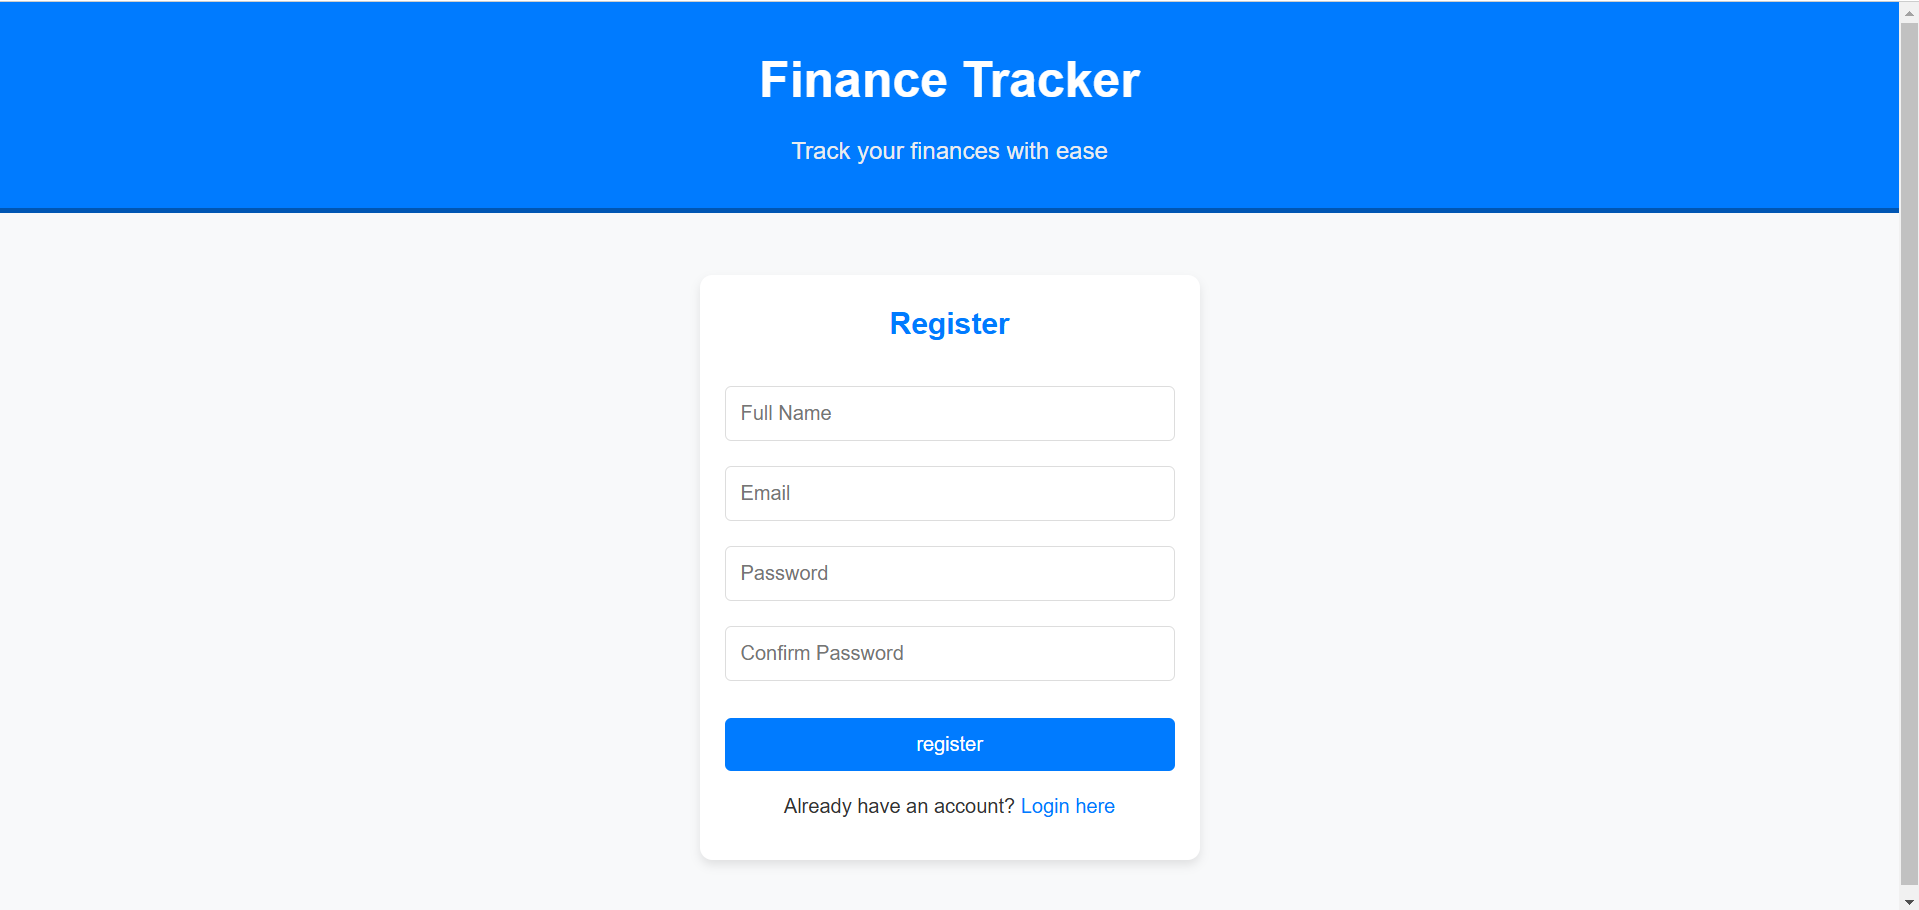 Finance Tracker
Track your finances with ease
Register
Full Name
Email
Password
Confirm Password
register
Already have an account? Login here